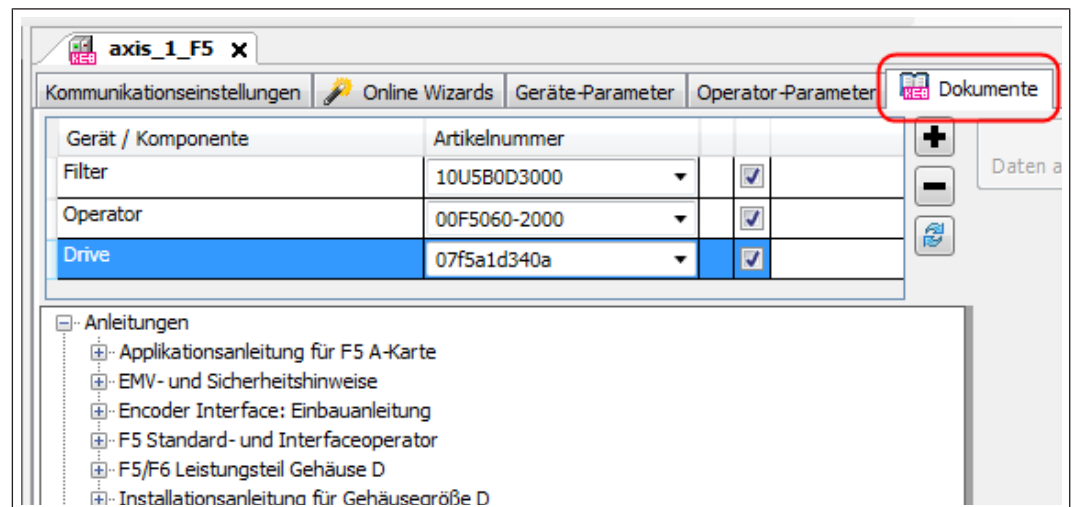 axis_1_F5 x
Kommunikationseinstellungen Online Wizards Geräte-Parameter Operator-Parameter KEB Dokumente
Gerät / Komponente Artikelnummer
Filter 10U5B0D3000
Operator 00F5060-2000
Drive 07f5a1d340a
Daten a
Anleitungen
Applikationsanleitung für F5 A-Karte
EMV- und Sicherheitshinweise
Encoder Interface: Einbauanleitung
F5 Standard- und Interfaceoperator
F5/F6 Leistungsteil Gehäuse D
Installationsanleitung für Gehäusegröße D